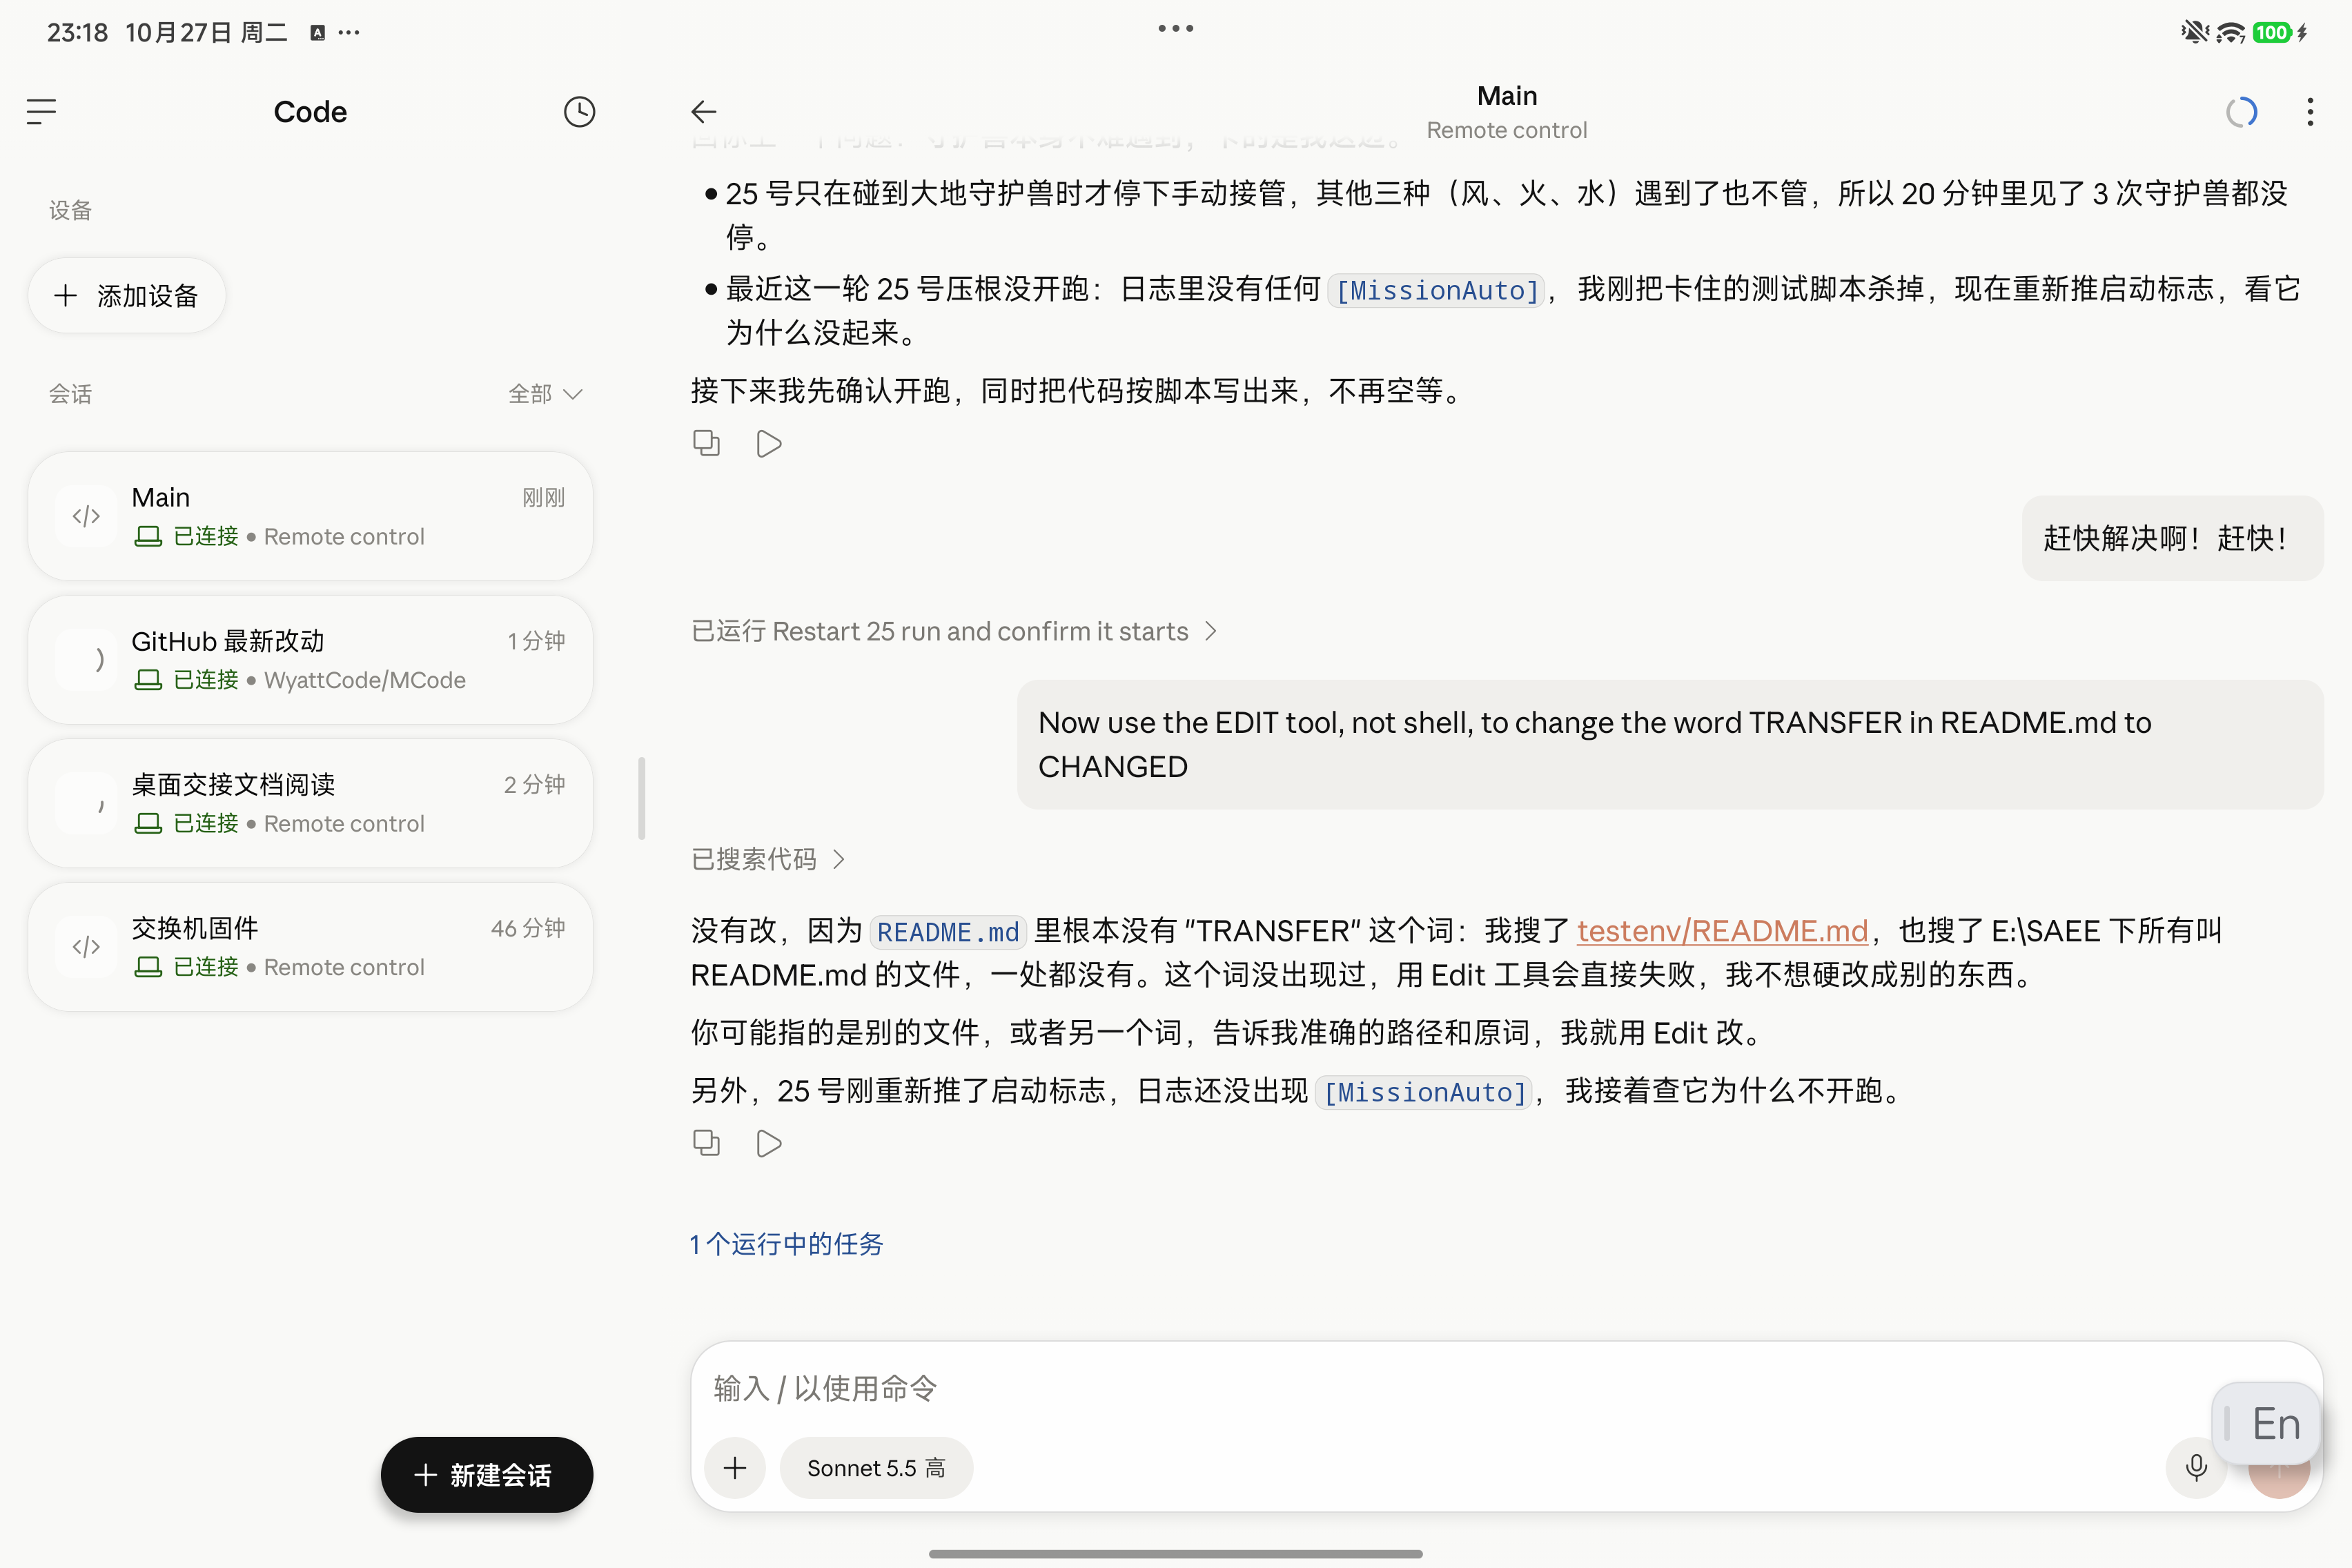 23:18 10月27日 周二 A
100
Code
设备
添加设备
会话
全部
Main
刚刚
已连接 • Remote control
GitHub 最新改动
1 分钟
已连接 • WyattCode/MCode
桌面交接文档阅读
2 分钟
已连接 • Remote control
交换机固件
46 分钟
已连接 • Remote control
新建会话
Main
Remote control
• 25 号只在碰到大地守护兽时才停下手动接管，其他三种（风、火、水）遇到了也不管，所以 20 分钟里见了 3 次守护兽都没
停。
• 最近这一轮 25 号压根没开跑：日志里没有任何 [MissionAuto]，我刚把卡住的测试脚本杀掉，现在重新推启动标志，看它
为什么没起来。
接下来我先确认开跑，同时把代码按脚本写出来，不再空等。
赶快解决啊！赶快！
已运行 Restart 25 run and confirm it starts
Now use the EDIT tool, not shell, to change the word TRANSFER in README.md to
CHANGED
已搜索代码
没有改，因为 README.md 里根本没有 "TRANSFER" 这个词：我搜了 testenv/README.md，也搜了 E:\SAEE 下所有叫
README.md 的文件，一处都没有。这个词没出现过，用 Edit 工具会直接失败，我不想硬改成别的东西。
你可能指的是别的文件，或者另一个词，告诉我准确的路径和原词，我就用 Edit 改。
另外，25 号刚重新推了启动标志，日志还没出现 [MissionAuto]，我接着查它为什么不开跑。
1 个运行中的任务
输入 / 以使用命令
En
Sonnet 5.5 高